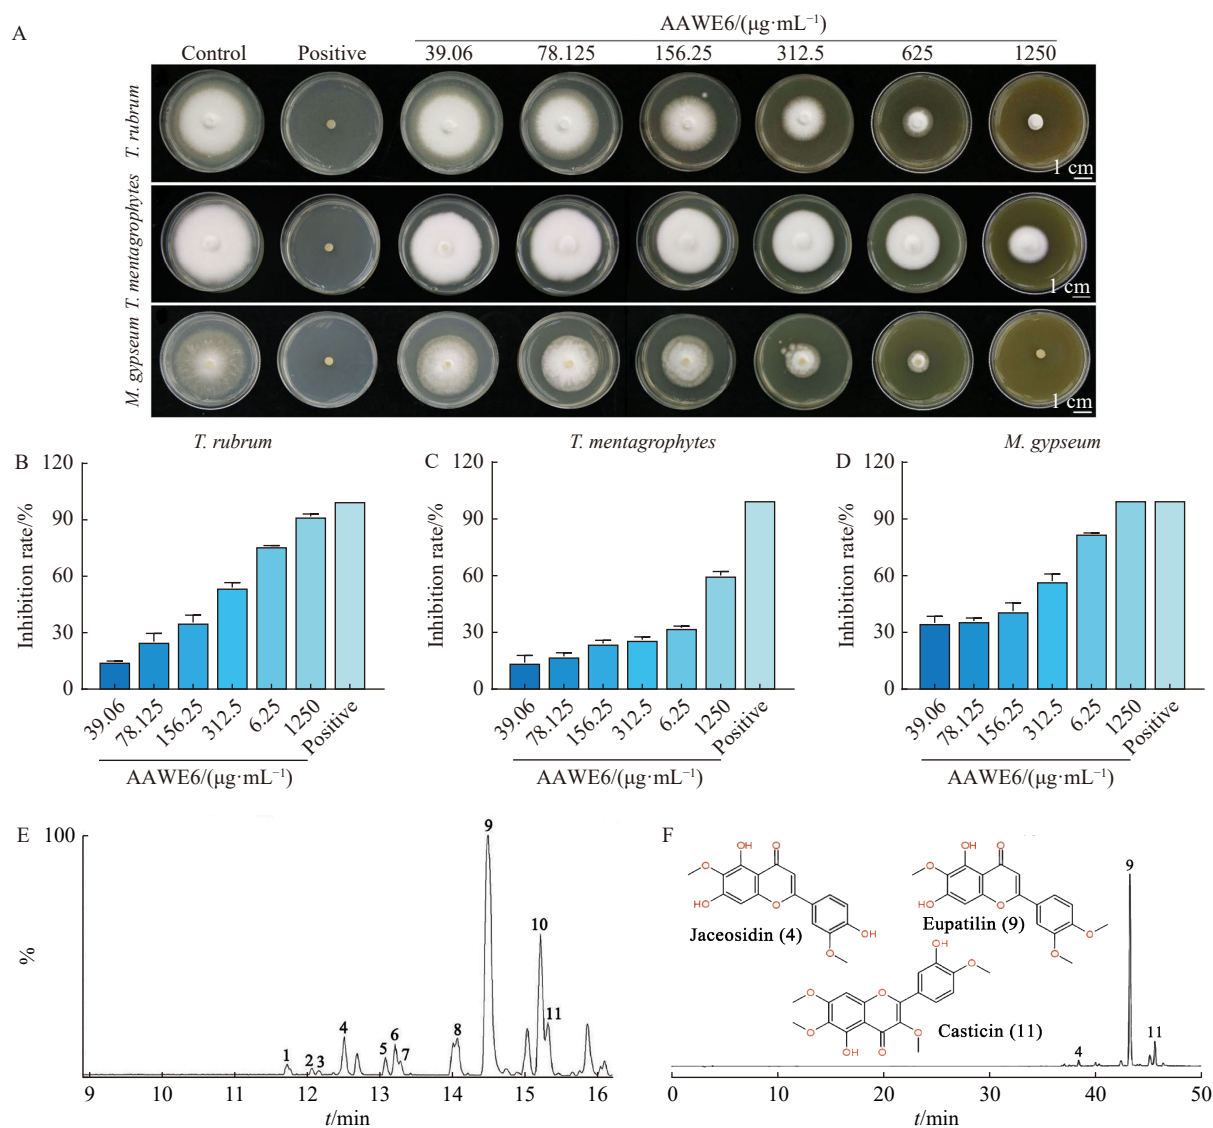 A
AAWE6/(μg·mL⁻¹)
Control Positive 39.06 78.125 156.25 312.5 625 1250
T. rubrum
1 cm
T. mentagrophytes
1 cm
M. gypseum
1 cm
B
T. rubrum
Inhibition rate/%
120
90
60
30
0
39.06 78.125 156.25 312.5 6.25 1250 Positive
AAWE6/(μg·mL⁻¹)
C
T. mentagrophytes
Inhibition rate/%
120
90
60
30
0
39.06 78.125 156.25 312.5 6.25 1250 Positive
AAWE6/(μg·mL⁻¹)
D
M. gypseum
Inhibition rate/%
120
90
60
30
0
39.06 78.125 156.25 312.5 6.25 1250 Positive
AAWE6/(μg·mL⁻¹)
E
100
%
1 2 3 4 5 6 7 8 9 10 11
9 10 11 12 13 14 15 16
t/min
F
OH O
O
HO
O
OH
O
Jaceosidin (4)
OH O
O
HO
O
O
O
Eupatilin (9)
OH
O
O
O
O
O
OH O
Casticin (11)
4 9 11
0 10 20 30 40 50
t/min